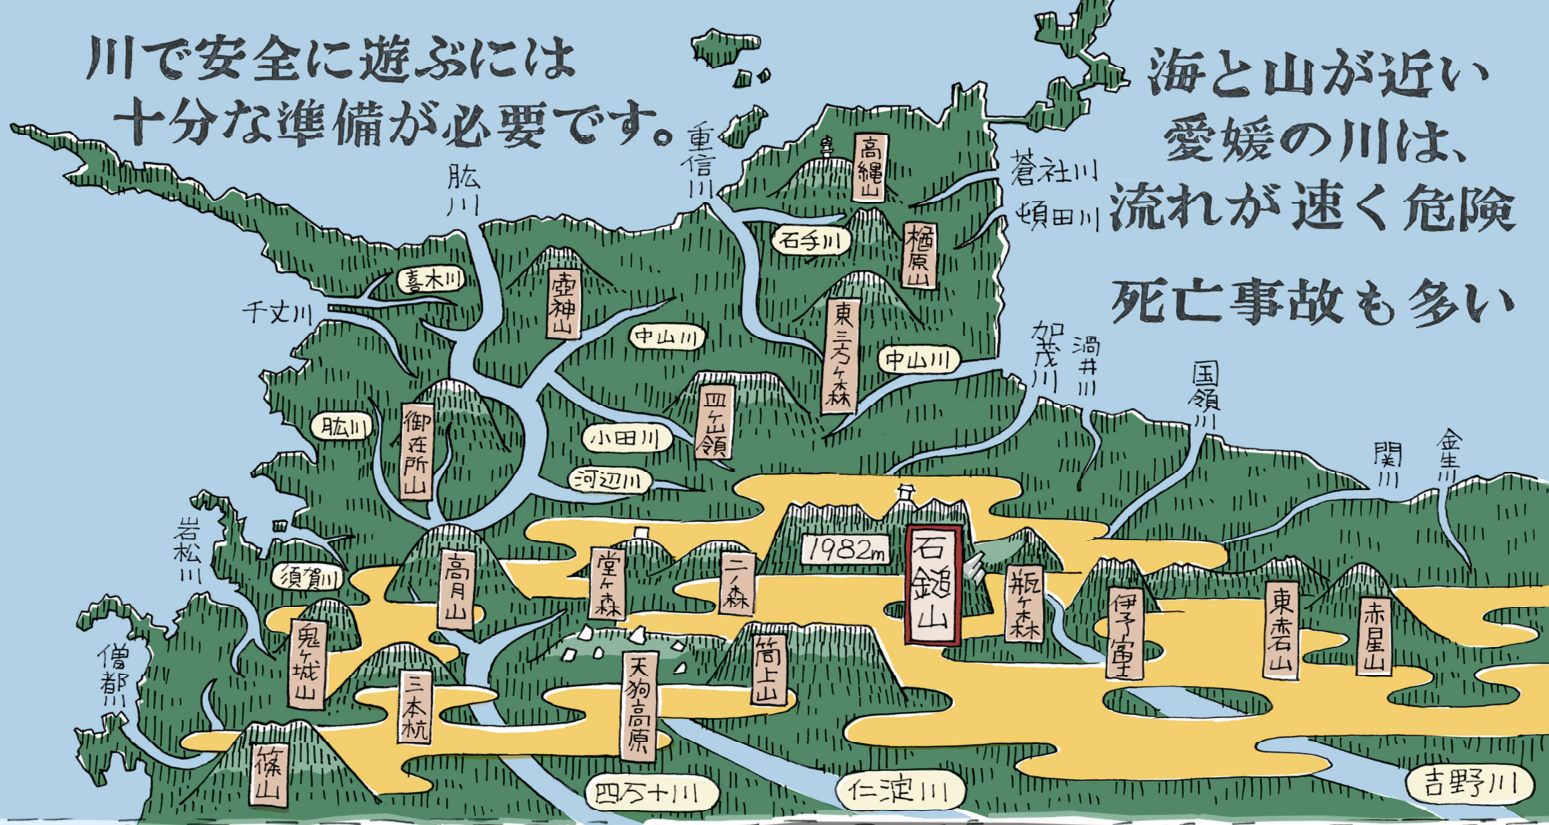 川で安全に遊ぶには
十分な準備が必要です。
海と山が近い
愛媛の川は、
流れが速く危険
死亡事故も多い
重信川
肱川
高縄山
蒼社川
頓田川
石手川
楢原山
喜木川
千丈川
壺神山
中山川
東三方ヶ森
中山川
加茂川
渦井川
国領川
関川
金生川
皿ヶ嶺
御荘所山
肱川
小田川
河辺川
1982m
石鎚山
岩松川
須賀川
高月山
堂ヶ森
二ノ森
瓶ヶ森
伊予富士
東赤石山
赤星山
鬼ヶ城山
僧都川
三本杭
天狗高原
筒上山
篠山
四万十川
仁淀川
吉野川